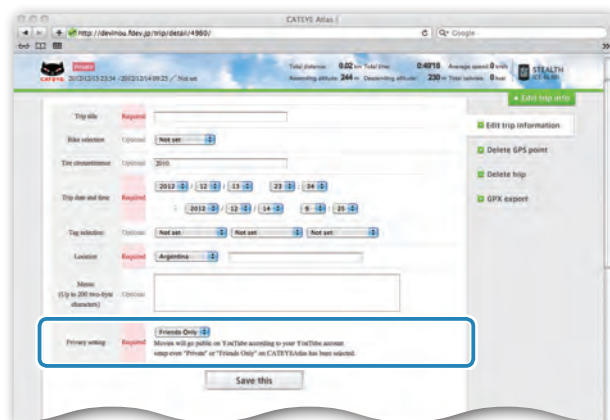 CATEYE Atlas |
http://devinou.fdev.jp/trip/detail/4960/
Google
CATEYE
Private
2012/12/13 23:34 /2012/12/14 09:25 / Not set
Total distance: 0.02 km Total time: 0:40'18 Average speed: 0 km/h
Ascending altitude: 244 m Descending altitude: 230 m Total calories: 0 kcal
STEALTH
Edit trip info
Trip title Required
Bike selection Optional Not set
Tire circumference Optional 2010
Trip date and time Required 2012 / 12 / 13 23 : 34
: 2012 / 12 / 14 9 : 25
Tag selection Optional Not set Not set Not set
Location Required Argentina
Memo
(Up to 200 two-byte
characters)
Optional
Privacy setting Required Friends Only
Movies will go public on YouTube according to your YouTube account
setup even "Private" or "Friends Only" on CATEYEAtlas has been selected.
Save this
Edit trip information
Delete GPS point
Delete trip
GPX export